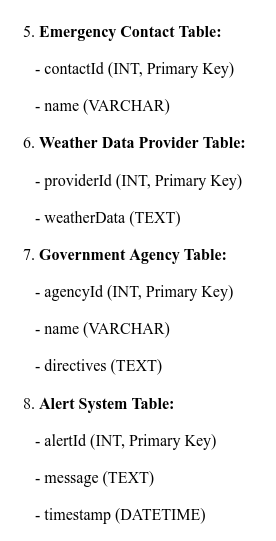 5. Emergency Contact Table:
- contactId (INT, Primary Key)
- name (VARCHAR)
6. Weather Data Provider Table:
- providerId (INT, Primary Key)
- weatherData (TEXT)
7. Government Agency Table:
- agencyId (INT, Primary Key)
- name (VARCHAR)
- directives (TEXT)
8. Alert System Table:
- alertId (INT, Primary Key)
- message (TEXT)
- timestamp (DATETIME)